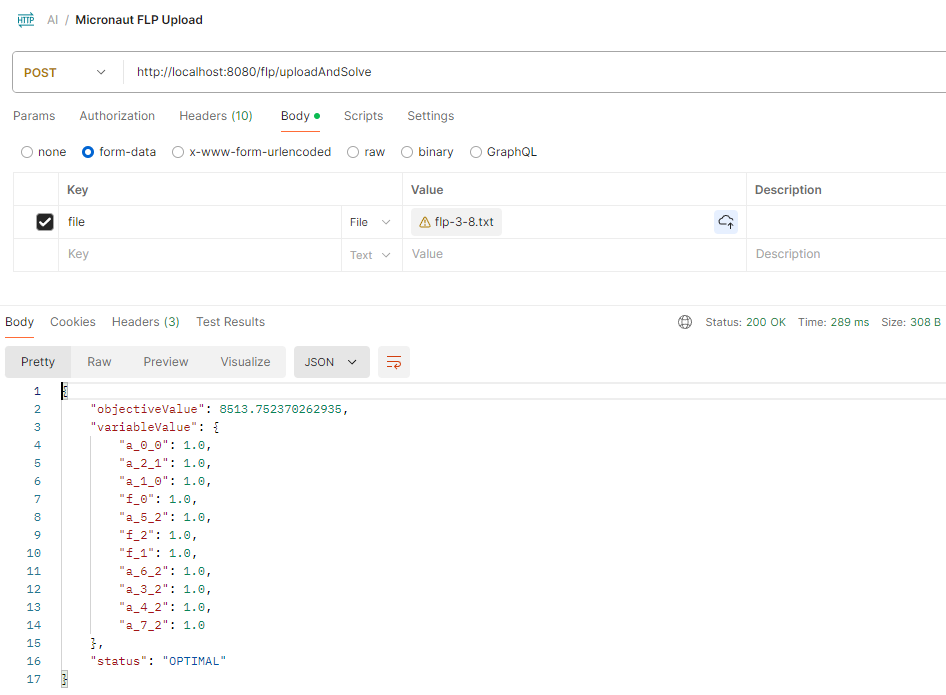 HTTP AI / Micronaut FLP Upload
POST http://localhost:8080/flp/uploadAndSolve
Params Authorization Headers (10) Body Scripts Settings
none form-data x-www-form-urlencoded raw binary GraphQL
Key Value Description
file File flp-3-8.txt
Key Text Value Description
Body Cookies Headers (3) Test Results Status: 200 OK Time: 289 ms Size: 308 B
Pretty Raw Preview Visualize JSON
1 {
2 "objectiveValue": 8513.752370262935,
3 "variableValue": {
4 "a_0_0": 1.0,
5 "a_2_1": 1.0,
6 "a_1_0": 1.0,
7 "f_0": 1.0,
8 "a_5_2": 1.0,
9 "f_2": 1.0,
10 "f_1": 1.0,
11 "a_6_2": 1.0,
12 "a_3_2": 1.0,
13 "a_4_2": 1.0,
14 "a_7_2": 1.0
15 },
16 "status": "OPTIMAL"
17 }